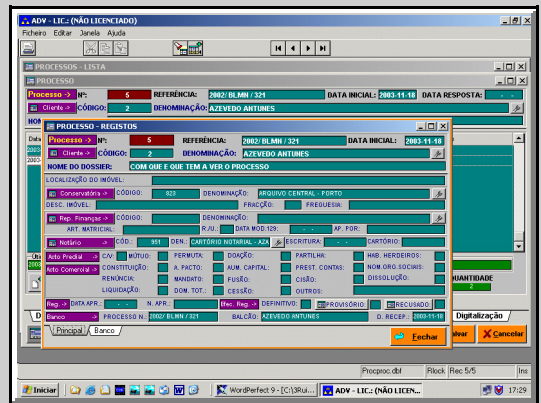 ADV - LIC.: (NÃO LICENCIADO)
Ficheiro Editar Janela Ajuda
PROCESSOS - LISTA
PROCESSO
Processo -> Nº: 5 REFERÊNCIA: 2002/ BLMN / 321 DATA INICIAL: 2003-11-18 DATA RESPOSTA: - -
Cliente -> CÓDIGO: 2 DENOMINAÇÃO: AZEVEDO ANTUNES
PROCESSO - REGISTOS
Processo -> Nº: 5 REFERÊNCIA: 2002/ BLMN / 321 DATA INICIAL: 2003-11-18
Cliente -> CÓDIGO: 2 DENOMINAÇÃO: AZEVEDO ANTUNES
NOME DO DOSSIER: COM QUE E QUE TEM A VER O PROCESSO
LOCALIZAÇÃO DO IMÓVEL:
Conservatória -> CÓDIGO: 823 DENOMINAÇÃO: ARQUIVO CENTRAL - PORTO
DESC. IMÓVEL: FRACÇÃO: FREGUESIA:
Rep. Finanças -> CÓDIGO: DENOMINAÇÃO:
ART. MATRICIAL: R./U.: DATA MOD.129: - - AP. POR:
Notário -> CÓD.: 951 DEN.: CARTÓRIO NOTARIAL - AZA ESCRITURA: - - CARTÓRIO:
Acto Predial -> C/V: MÚTUO: PERMUTA: DOAÇÃO: PARTILHA: HAB. HERDEIROS:
Acto Comercial -> CONSTITUIÇÃO: A. PACTO: AUM. CAPITAL: PREST. CONTAS: NOM.ORG.SOCIAIS:
RENÚNCIA: MANDATO: FUSÃO: CISÃO: DISSOLUÇÃO:
LIQUIDAÇÃO: DOM. TOT.: CESSÃO: OUTROS:
Reg. -> DATA APR.: - - N. APR.: Efec. Reg. -> DEFINITIVO: PROVISÓRIO RECUSADO:
Banco -> PROCESSO N.: 2002/ BLMN / 321 BALCÃO: AZEVEDO ANTUNES D. RECEP.: 2003-11-18
Principal Banco
Fechar
QUANTIDADE
2
Digitalização
Cancelar
Procproc.dbf Rlock Rec 5/5 Ins
Iniciar WordPerfect 9 - [C:\3Rui... ADV - LIC.: (NÃO LICEN... 17:29